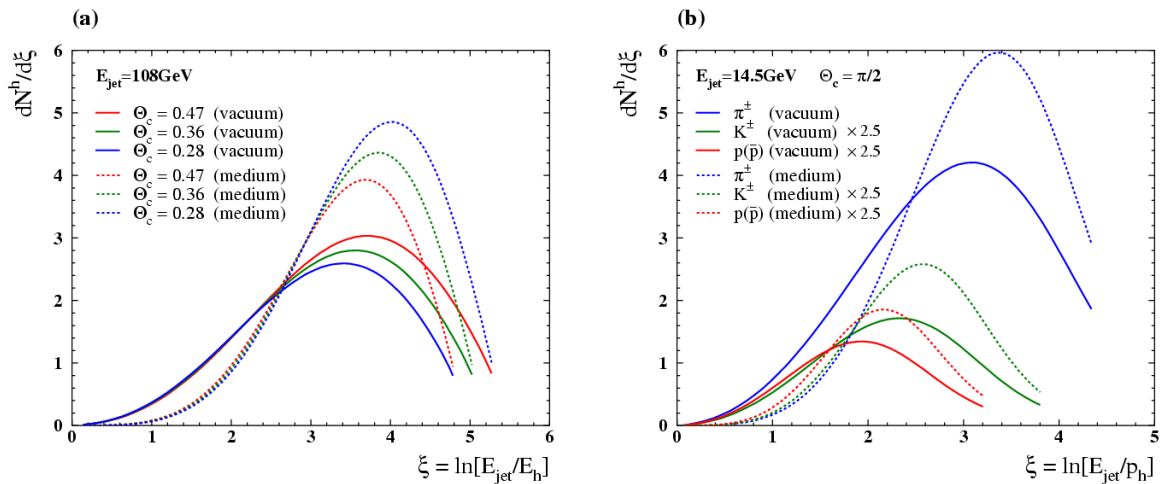 (a)
dN^h/dξ
6
5
4
3
2
1
0
E_jet=108GeV
Θ_c = 0.47 (vacuum)
Θ_c = 0.36 (vacuum)
Θ_c = 0.28 (vacuum)
Θ_c = 0.47 (medium)
Θ_c = 0.36 (medium)
Θ_c = 0.28 (medium)
0 1 2 3 4 5 6
ξ = ln[E_jet/E_h]
(b)
dN^h/dξ
6
5
4
3
2
1
0
E_jet=14.5GeV Θ_c = π/2
π^± (vacuum)
K^± (vacuum) ×2.5
p(p̄) (vacuum) ×2.5
π^± (medium)
K^± (medium) ×2.5
p(p̄) (medium) ×2.5
0 1 2 3 4 5
ξ = ln[E_jet/p_h]